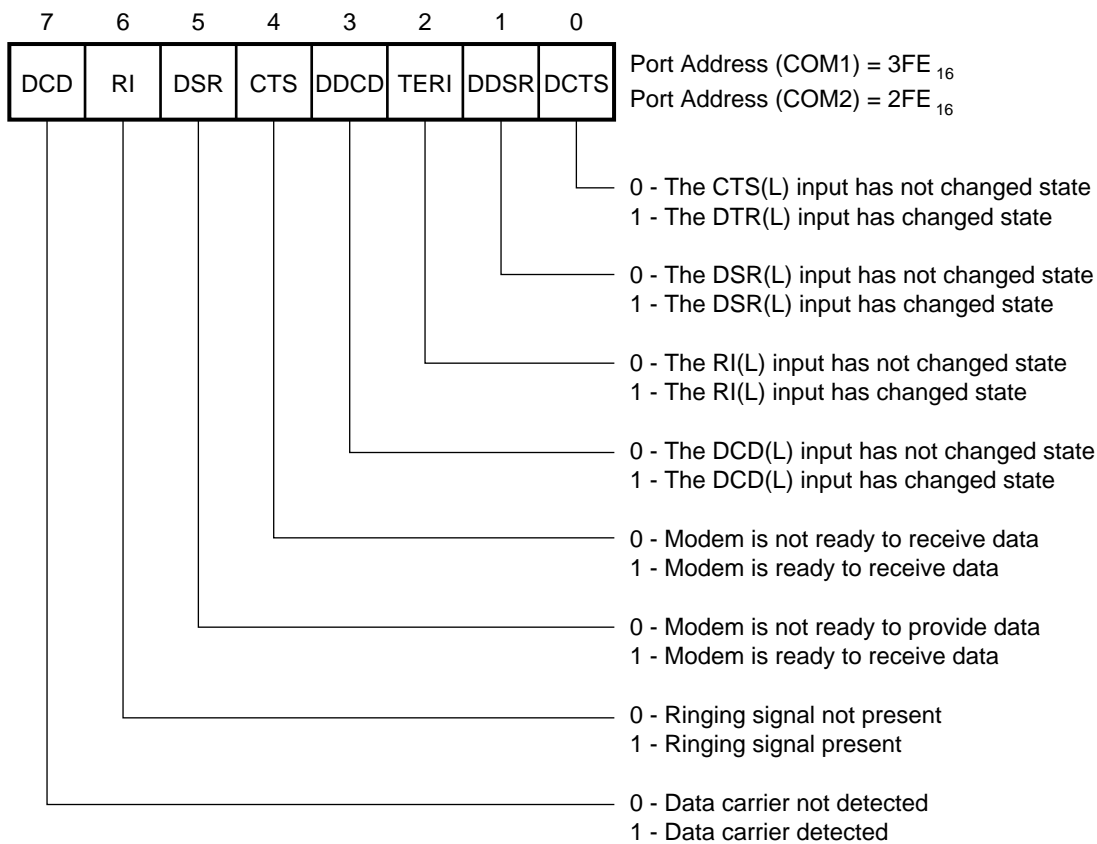 7 6 5 4 3 2 1 0
DCD RI DSR CTS DDCD TERI DDSR DCTS
Port Address (COM1) = 3FE 16
Port Address (COM2) = 2FE 16
0 - The CTS(L) input has not changed state
1 - The DTR(L) input has changed state
0 - The DSR(L) input has not changed state
1 - The DSR(L) input has changed state
0 - The RI(L) input has not changed state
1 - The RI(L) input has changed state
0 - The DCD(L) input has not changed state
1 - The DCD(L) input has changed state
0 - Modem is not ready to receive data
1 - Modem is ready to receive data
0 - Modem is not ready to provide data
1 - Modem is ready to receive data
0 - Ringing signal not present
1 - Ringing signal present
0 - Data carrier not detected
1 - Data carrier detected